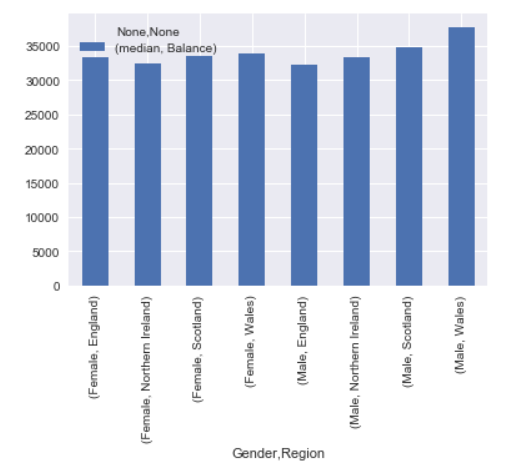 None,None
(median, Balance)
35000
30000
25000
20000
15000
10000
5000
0
(Female, England)
(Female, Northern Ireland)
(Female, Scotland)
(Female, Wales)
(Male, England)
(Male, Northern Ireland)
(Male, Scotland)
(Male, Wales)
Gender,Region